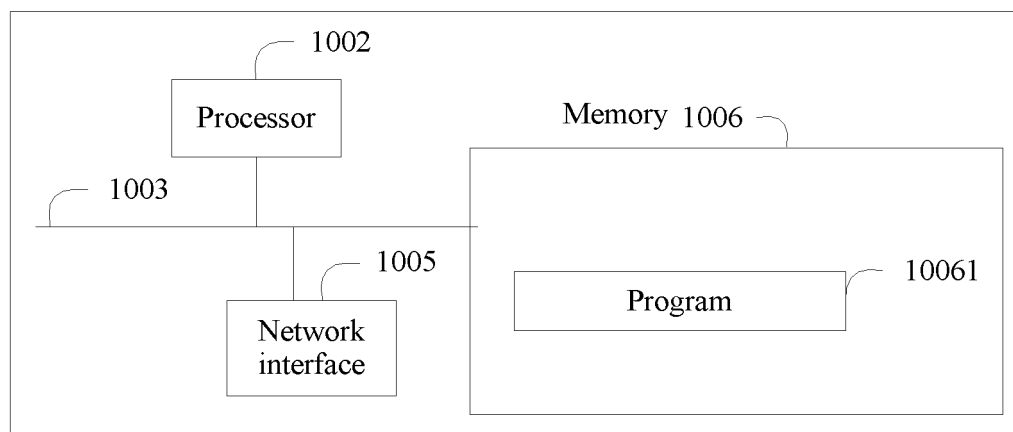 1002
Processor
Memory 1006
1003
1005
10061
Program
Network
interface